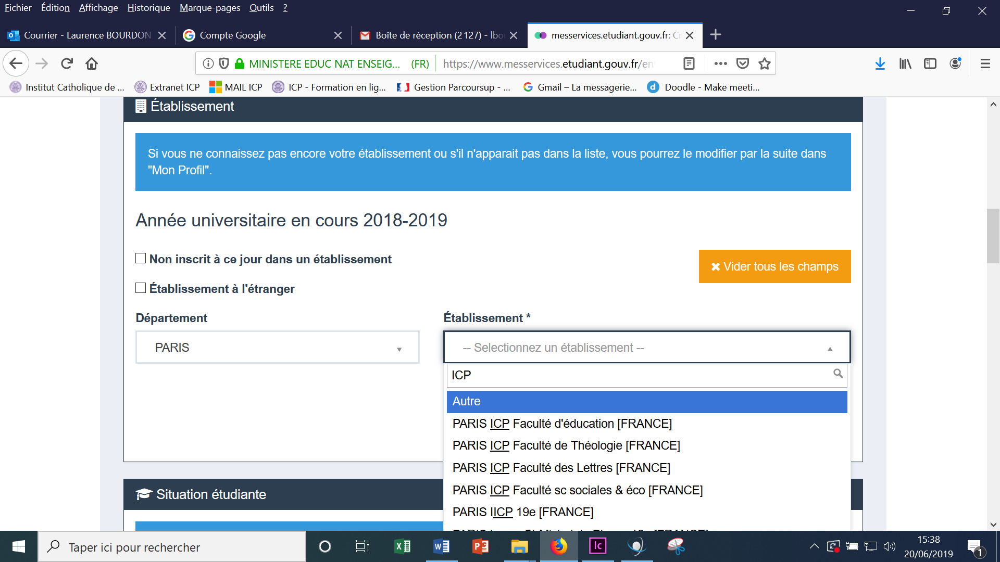 Fichier Édition Affichage Historique Marque-pages Outils ?
Courrier - Laurence BOURDON
Compte Google
Boîte de réception (2 127) - lbo
messervices.etudiant.gouv.fr: Cr
MINISTERE EDUC NAT ENSEIG... (FR) https://www.messervices.etudiant.gouv.fr/en
Institut Catholique de ... Extranet ICP MAIL ICP ICP - Formation en lig... Gestion Parcoursup - ... Gmail – La messagerie... Doodle - Make meeti...
Établissement
Si vous ne connaissez pas encore votre établissement ou s'il n'apparait pas dans la liste, vous pourrez le modifier par la suite dans
"Mon Profil".
Année universitaire en cours 2018-2019
Non inscrit à ce jour dans un établissement
Vider tous les champs
Établissement à l'étranger
Département
Établissement *
PARIS
-- Selectionnez un établissement --
ICP
Autre
PARIS ICP Faculté d'éducation [FRANCE]
PARIS ICP Faculté de Théologie [FRANCE]
PARIS ICP Faculté des Lettres [FRANCE]
PARIS ICP Faculté sc sociales & éco [FRANCE]
PARIS IICP 19e [FRANCE]
Situation étudiante
Taper ici pour rechercher
15:38
20/06/2019
1